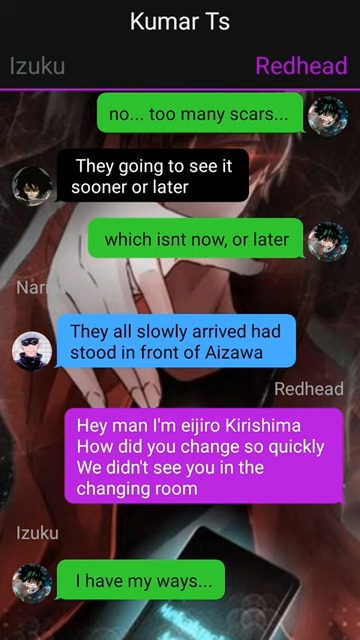 Kumar Ts
Izuku
Redhead
no... too many scars...
They going to see it
sooner or later
which isnt now, or later
They all slowly arrived had
stood in front of Aizawa
Redhead
Hey man I'm eijiro Kirishima
How did you change so quickly
We didn't see you in the
changing room
Izuku
I have my ways...